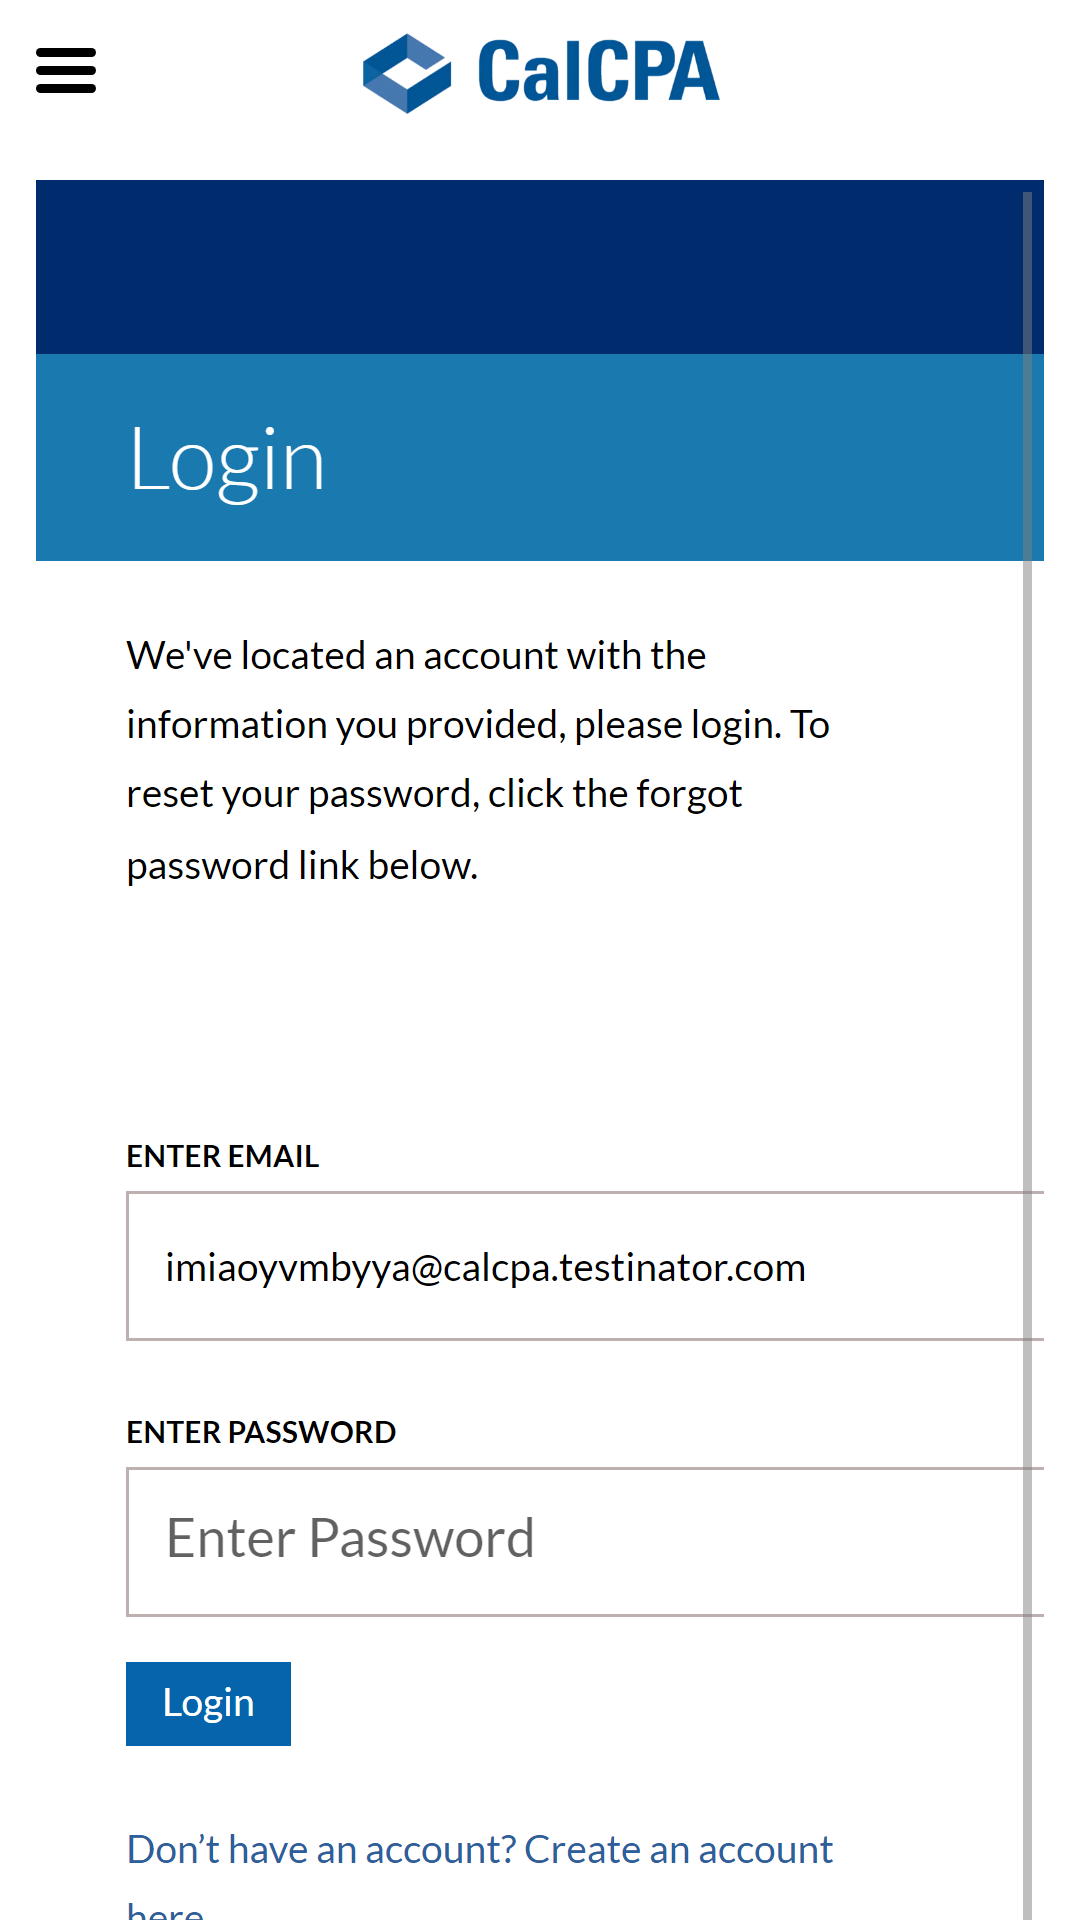 CalCPA
Login
We've located an account with the
information you provided, please login. To
reset your password, click the forgot
password link below.
ENTER EMAIL
imiaoyvmbyya@calcpa.testinator.com
ENTER PASSWORD
Enter Password
Login
Don’t have an account? Create an account
here